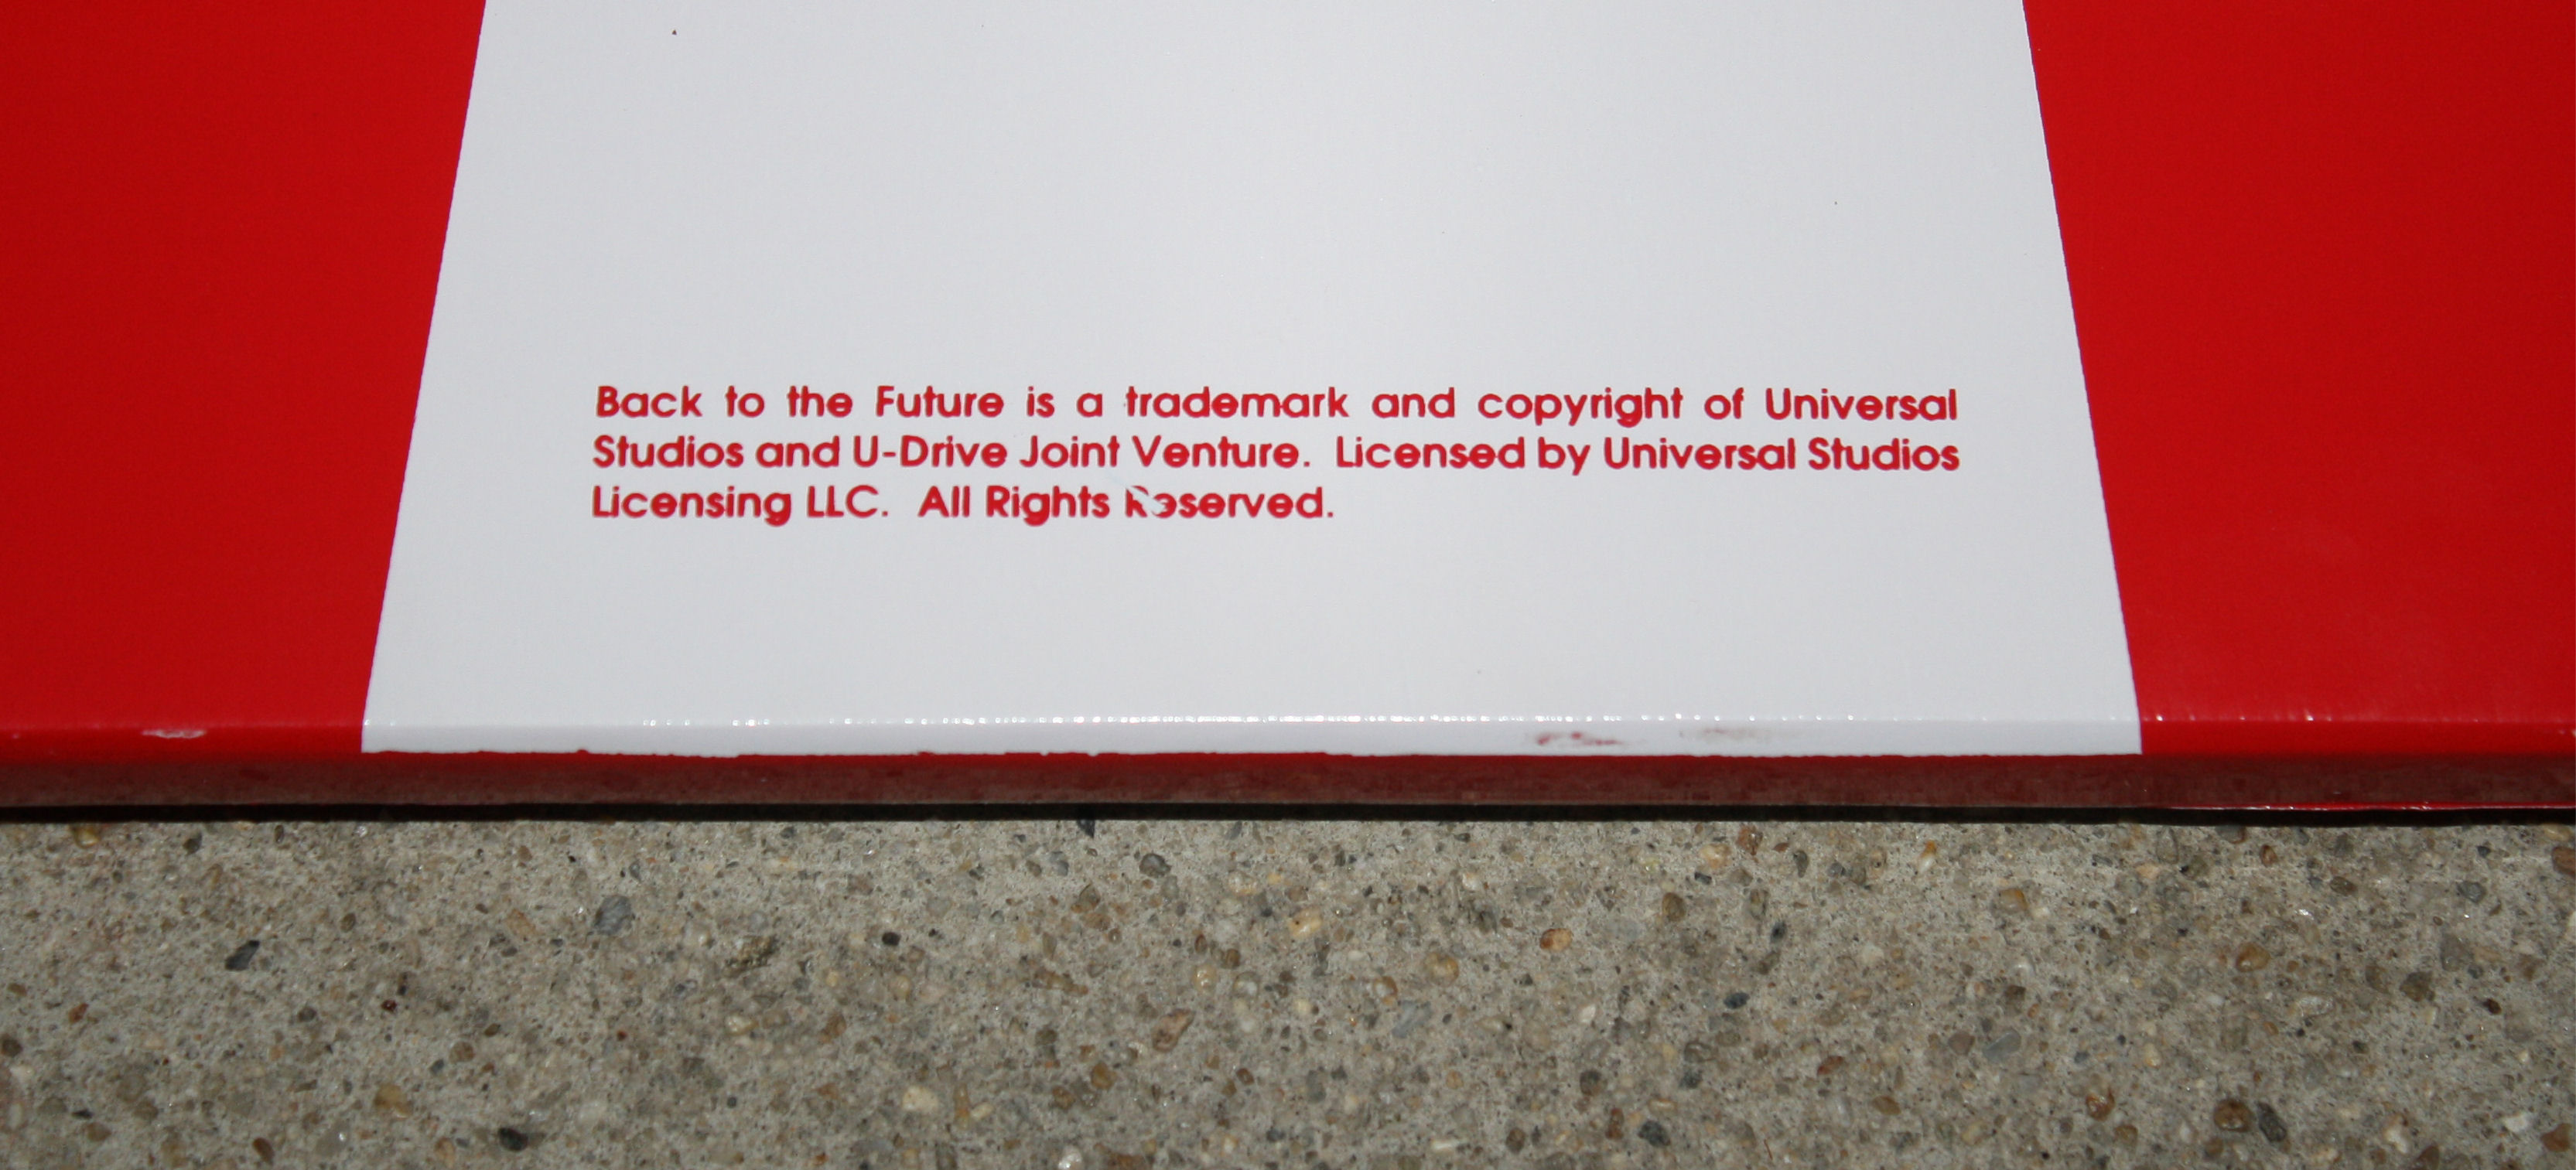 Back to the Future is a trademark and copyright of Universal
Studios and U-Drive Joint Venture.  Licensed by Universal Studios
Licensing LLC.  All Rights Reserved.